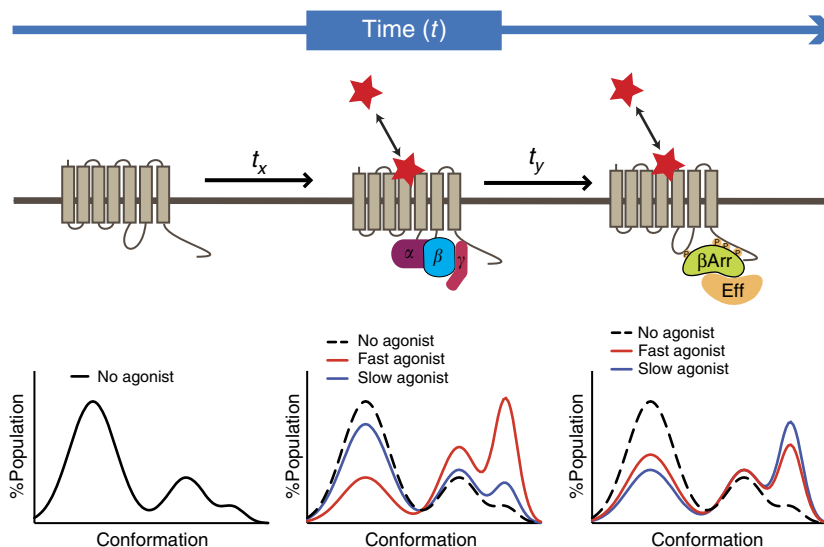 Time (t)
tx
ty
α
β
γ
P
P
P
P
βArr
Eff
No agonist
%Population
Conformation
No agonist
Fast agonist
Slow agonist
%Population
Conformation
No agonist
Fast agonist
Slow agonist
%Population
Conformation